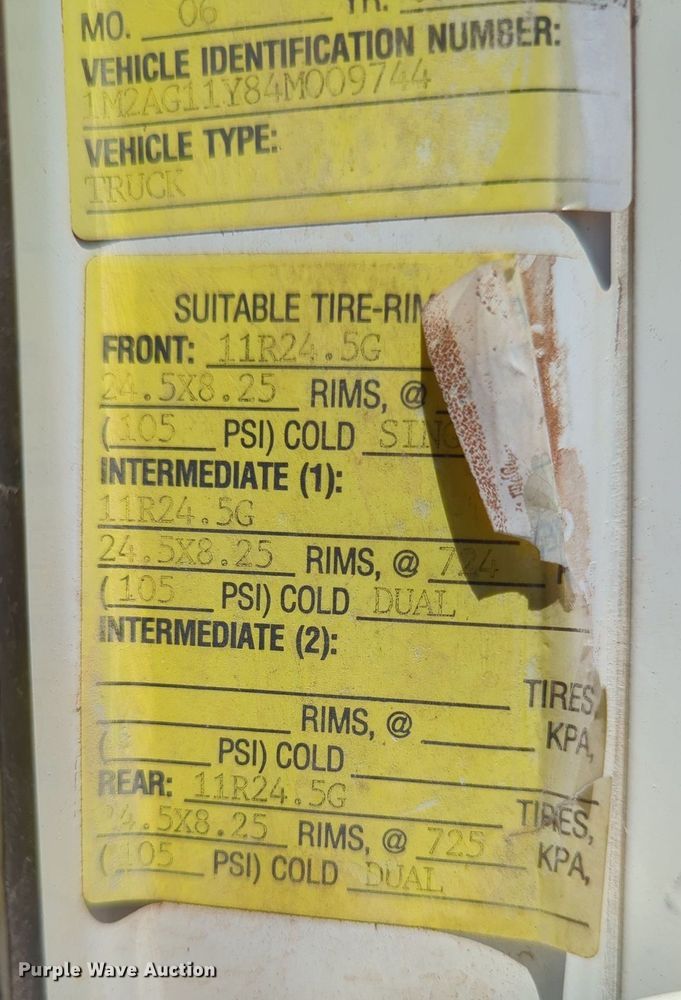 MO. 06 YR.
VEHICLE IDENTIFICATION NUMBER:
1M2AG11Y84M009744
VEHICLE TYPE:
TRUCK
SUITABLE TIRE-RIM
FRONT: 11R24.5G
24.5X8.25 RIMS, @
(105 PSI) COLD SING
INTERMEDIATE (1):
11R24.5G
24.5X8.25 RIMS, @ 724
(105 PSI) COLD DUAL
INTERMEDIATE (2):
TIRES,
RIMS, @ KPA,
( PSI) COLD
REAR: 11R24.5G TIRES,
24.5X8.25 RIMS, @ 725 KPA,
(105 PSI) COLD DUAL
Purple Wave Auction